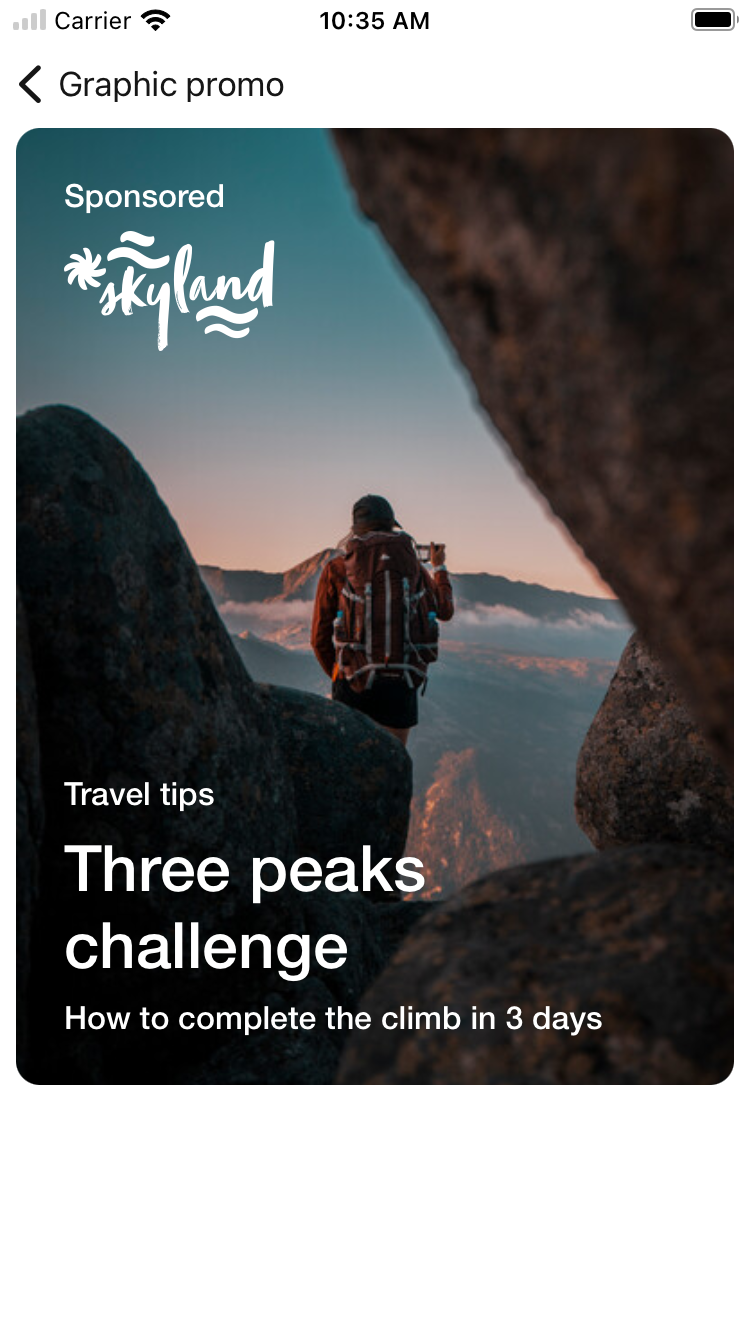 Carrier 10:35 AM
Graphic promo
Sponsored
skyland
Travel tips
Three peaks
challenge
How to complete the climb in 3 days